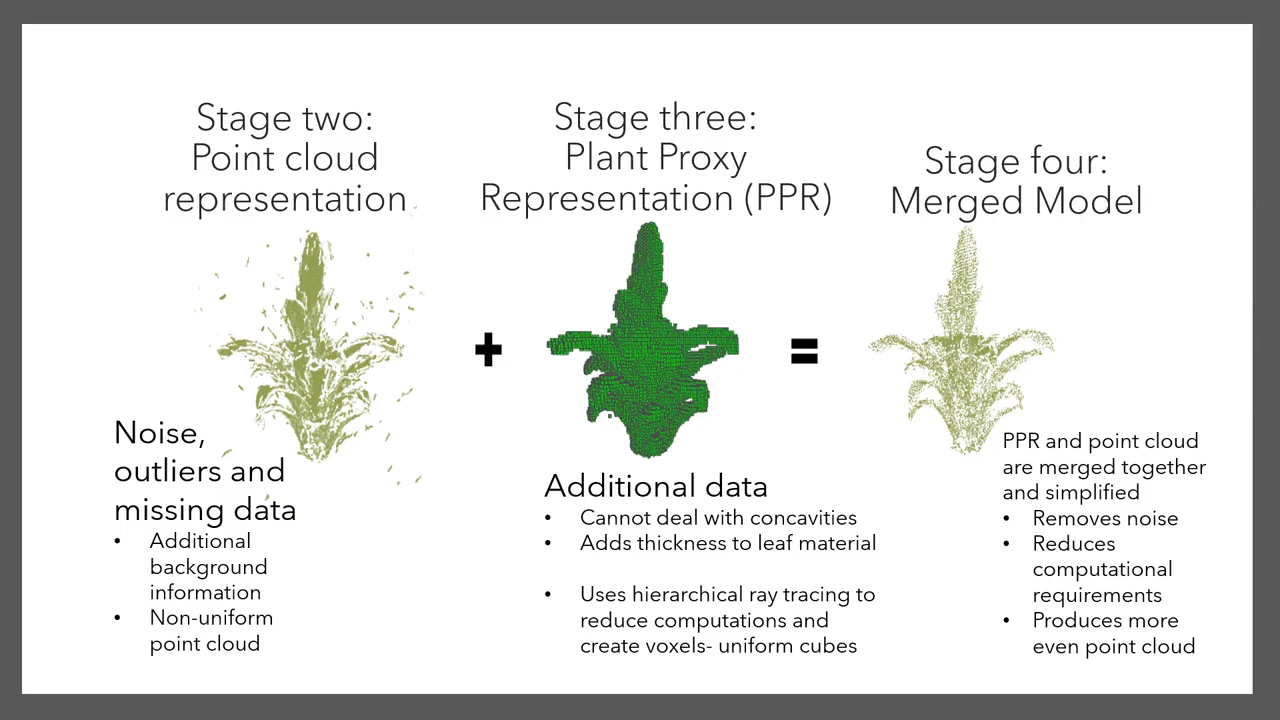 Stage two:
Point cloud
representation
Noise,
outliers and
missing data
• Additional
background
information
• Non-uniform
point cloud
+
Stage three:
Plant Proxy
Representation (PPR)
Additional data
• Cannot deal with concavities
• Adds thickness to leaf material
• Uses hierarchical ray tracing to
reduce computations and
create voxels- uniform cubes
=
Stage four:
Merged Model
PPR and point cloud
are merged together
and simplified
• Removes noise
• Reduces
computational
requirements
• Produces more
even point cloud